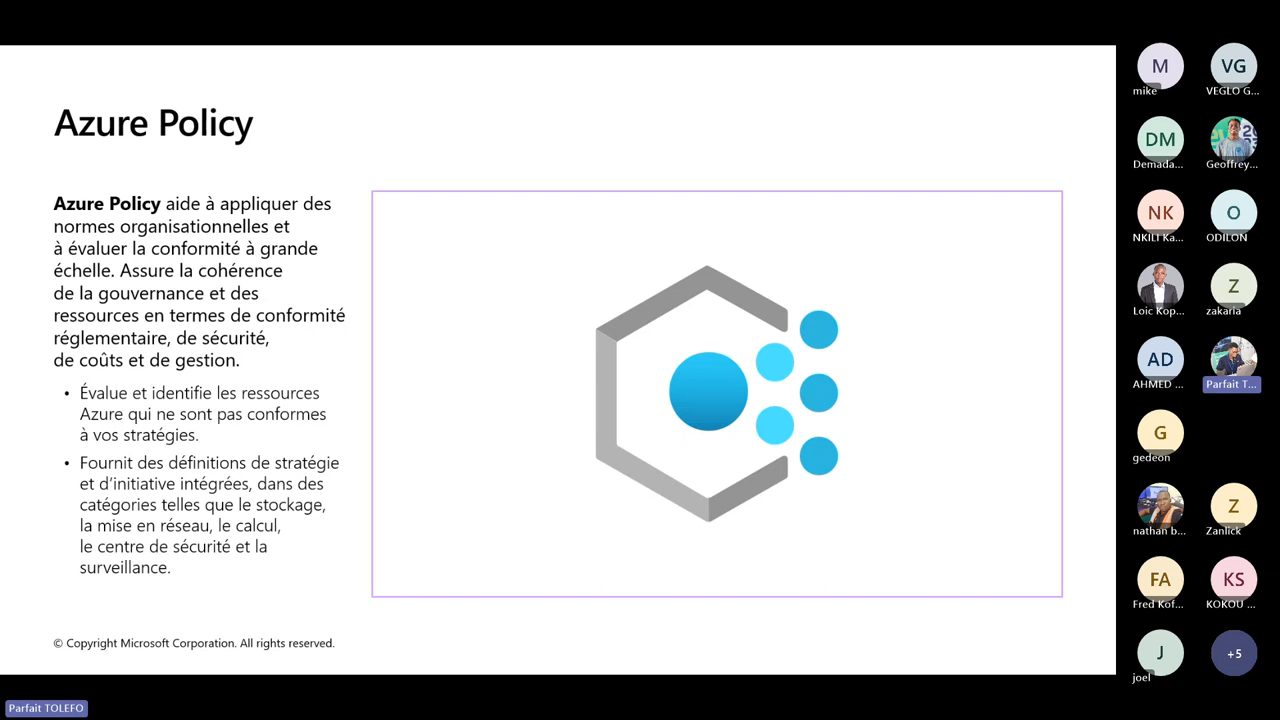 Azure Policy
Azure Policy aide à appliquer des
normes organisationnelles et
à évaluer la conformité à grande
échelle. Assure la cohérence
de la gouvernance et des
ressources en termes de conformité
réglementaire, de sécurité,
de coûts et de gestion.
• Évalue et identifie les ressources
Azure qui ne sont pas conformes
à vos stratégies.
• Fournit des définitions de stratégie
et d’initiative intégrées, dans des
catégories telles que le stockage,
la mise en réseau, le calcul,
le centre de sécurité et la
surveillance.
© Copyright Microsoft Corporation. All rights reserved.
Parfait TOLEFO
M
mike
VG
VEGLO G...
DM
Demada...
Geoffrey...
NK
NKILI Ka...
O
ODILON
Loic Kop...
Z
zakaria
AD
AHMED ...
Parfait T...
G
gedeon
nathan b...
Z
Zanlick
FA
Fred Kof...
KS
KOKOU ...
J
joel
+5